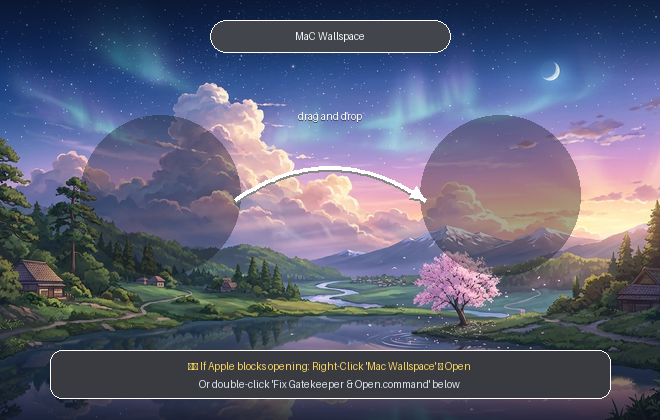 MaC Wallspace
drag and drop
▯▯ If Apple blocks opening: Right-Click 'Mac Wallspace' ▯ Open
Or double-click 'Fix Gatekeeper & Open.command' below